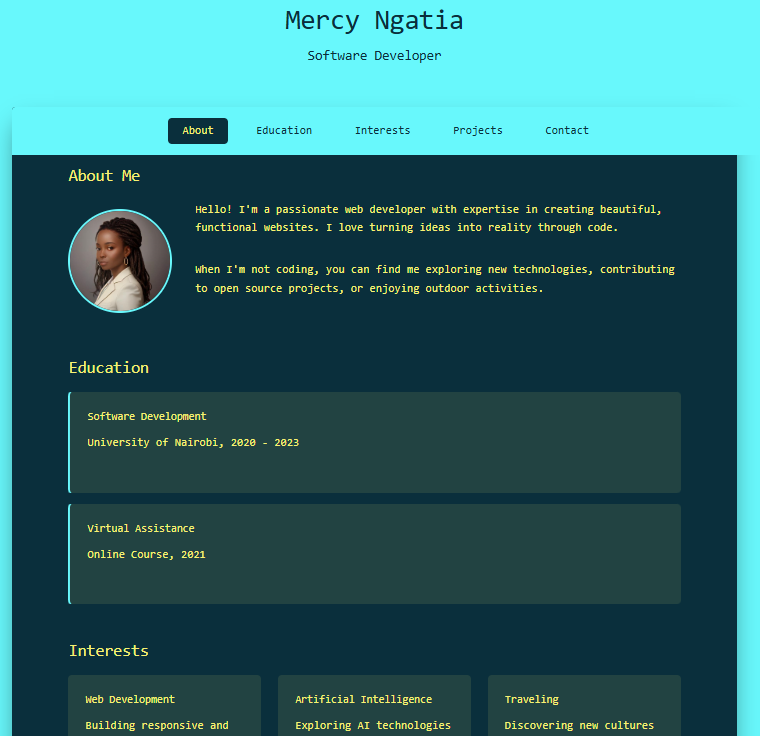 Mercy Ngatia
Software Developer
About Education Interests Projects Contact
About Me
Hello! I'm a passionate web developer with expertise in creating beautiful,
functional websites. I love turning ideas into reality through code.
When I'm not coding, you can find me exploring new technologies, contributing
to open source projects, or enjoying outdoor activities.
Education
Software Development
University of Nairobi, 2020 - 2023
Virtual Assistance
Online Course, 2021
Interests
Web Development
Building responsive and
Artificial Intelligence
Exploring AI technologies
Traveling
Discovering new cultures